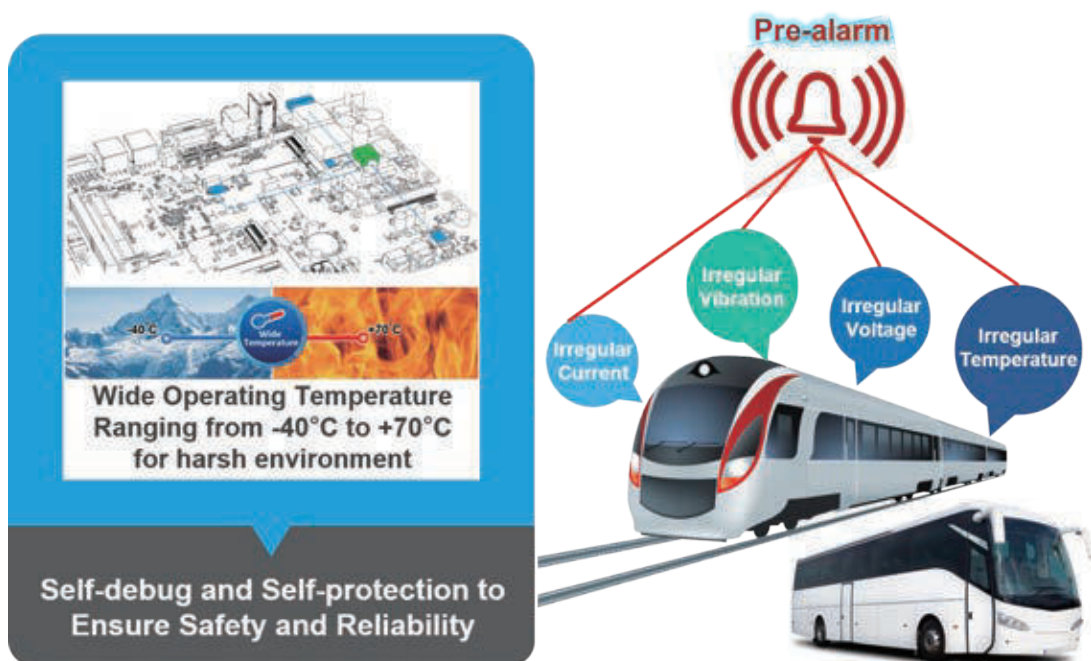 Pre-alarm
-40°C
Wide
Temperature
+70°C
Wide Operating Temperature
Ranging from -40°C to +70°C
for harsh environment
Self-debug and Self-protection to
Ensure Safety and Reliability
Irregular
Current
Irregular
Vibration
Irregular
Voltage
Irregular
Temperature